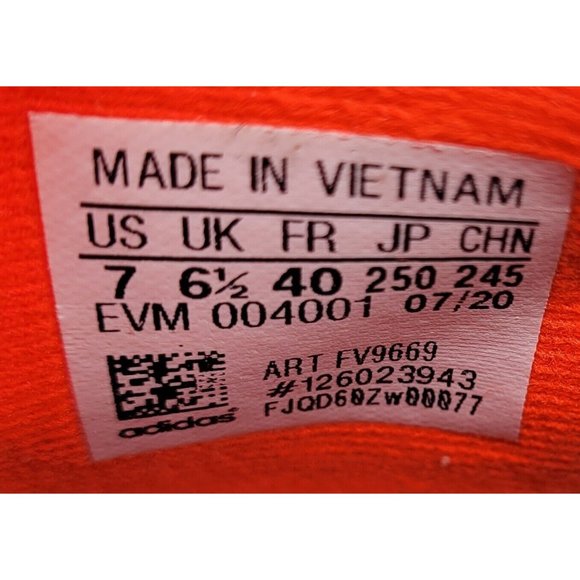 MADE IN VIETNAM
US UK FR JP CHN
7 6½ 40 250 245
EVM 004001 07/20
ART FV9669
#126023943
FJQD60Zw00077
adidas